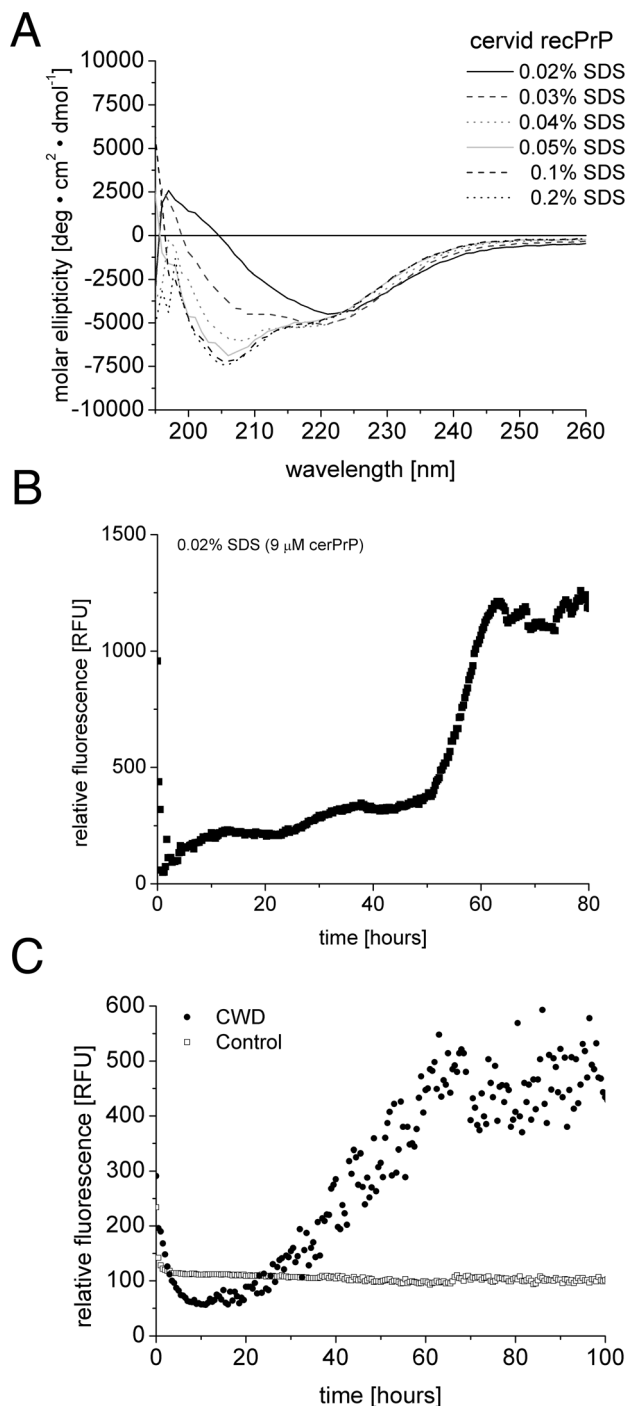 A
cervid recPrP
0.02% SDS
0.03% SDS
0.04% SDS
0.05% SDS
0.1% SDS
0.2% SDS
10000
7500
5000
2500
0
-2500
-5000
-7500
-10000
molar ellipticity [deg • cm² • dmol⁻¹]
200 210 220 230 240 250 260
wavelength [nm]
B
0.02% SDS (9 µM cerPrP)
1500
1000
500
0
relative fluorescence [RFU]
0 20 40 60 80
time [hours]
C
CWD
Control
600
500
400
300
200
100
0
relative fluorescence [RFU]
0 20 40 60 80 100
time [hours]